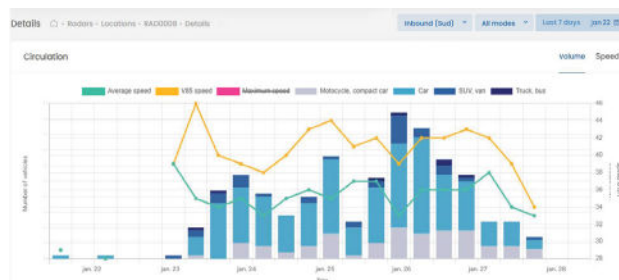 Details Radars - Locations - RAD0008 - Details Inbound (Sud) All modes Last 7 days jan 22
Circulation Volume Speed
Average speed V85 speed Maximum speed Motocycle, compact car Car SUV, van Truck, bus
Number of vehicles
46
44
42
40
38
36
34
32
30
28
jan. 22 jan. 23 jan. 24 jan. 25 jan. 26 jan. 27 jan. 28